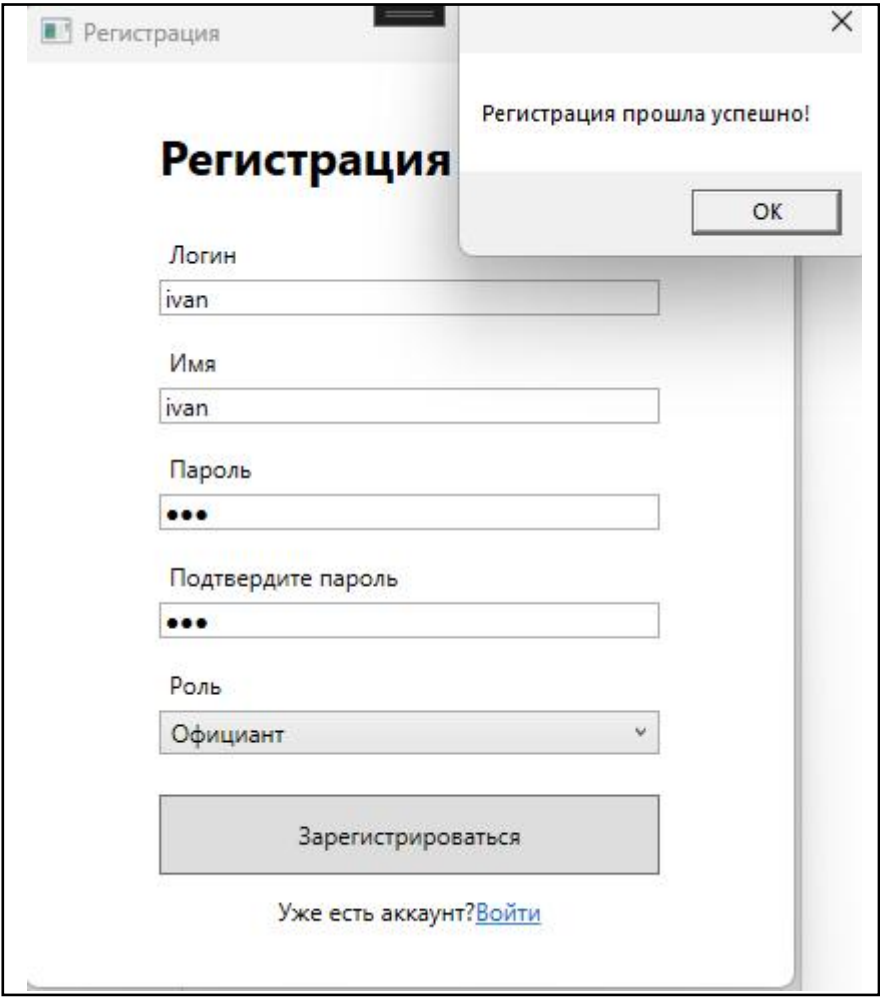 Регистрация
Регистрация прошла успешно!
OK
Регистрация
Логин
ivan
Имя
ivan
Пароль
●●●
Подтвердите пароль
●●●
Роль
Официант
Зарегистрироваться
Уже есть аккаунт?Войти